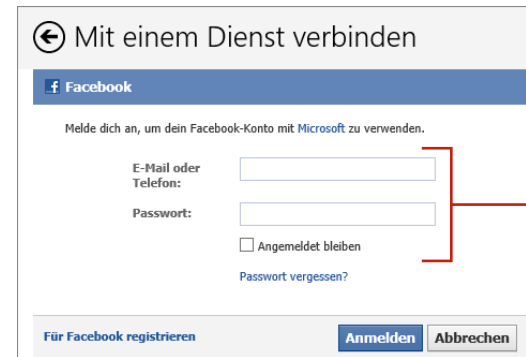 Mit einem Dienst verbinden
Facebook
Melde dich an, um dein Facebook-Konto mit Microsoft zu verwenden.
E-Mail oder
Telefon:
Passwort:
Angemeldet bleiben
Passwort vergessen?
Für Facebook registrieren
Anmelden
Abbrechen